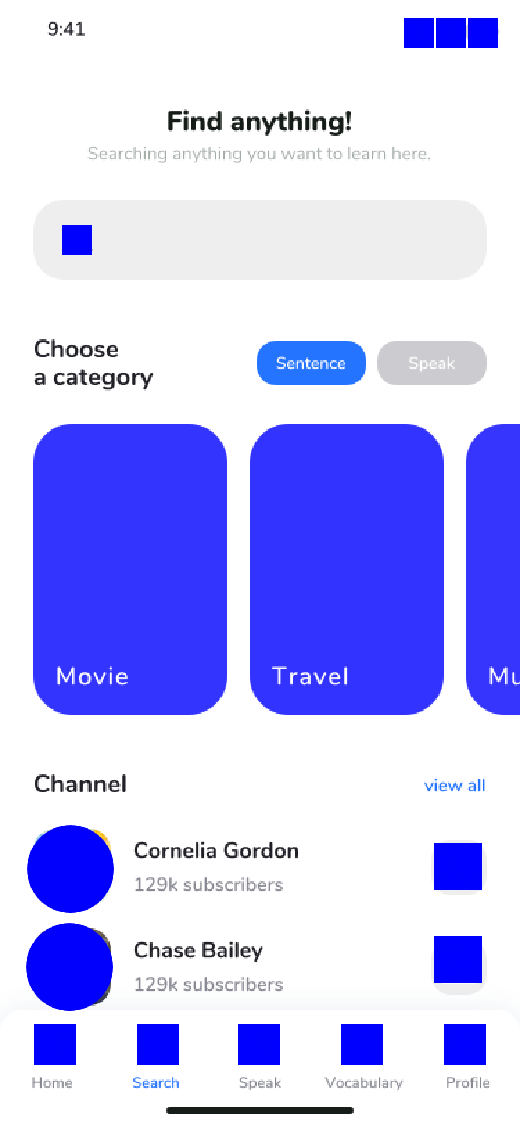 9:41
Find anything!
Searching anything you want to learn here.
Choose
a category
Sentence
Speak
Movie
Travel
Mu
Channel
view all
Cornelia Gordon
129k subscribers
Chase Bailey
129k subscribers
Home
Search
Speak
Vocabulary
Profile